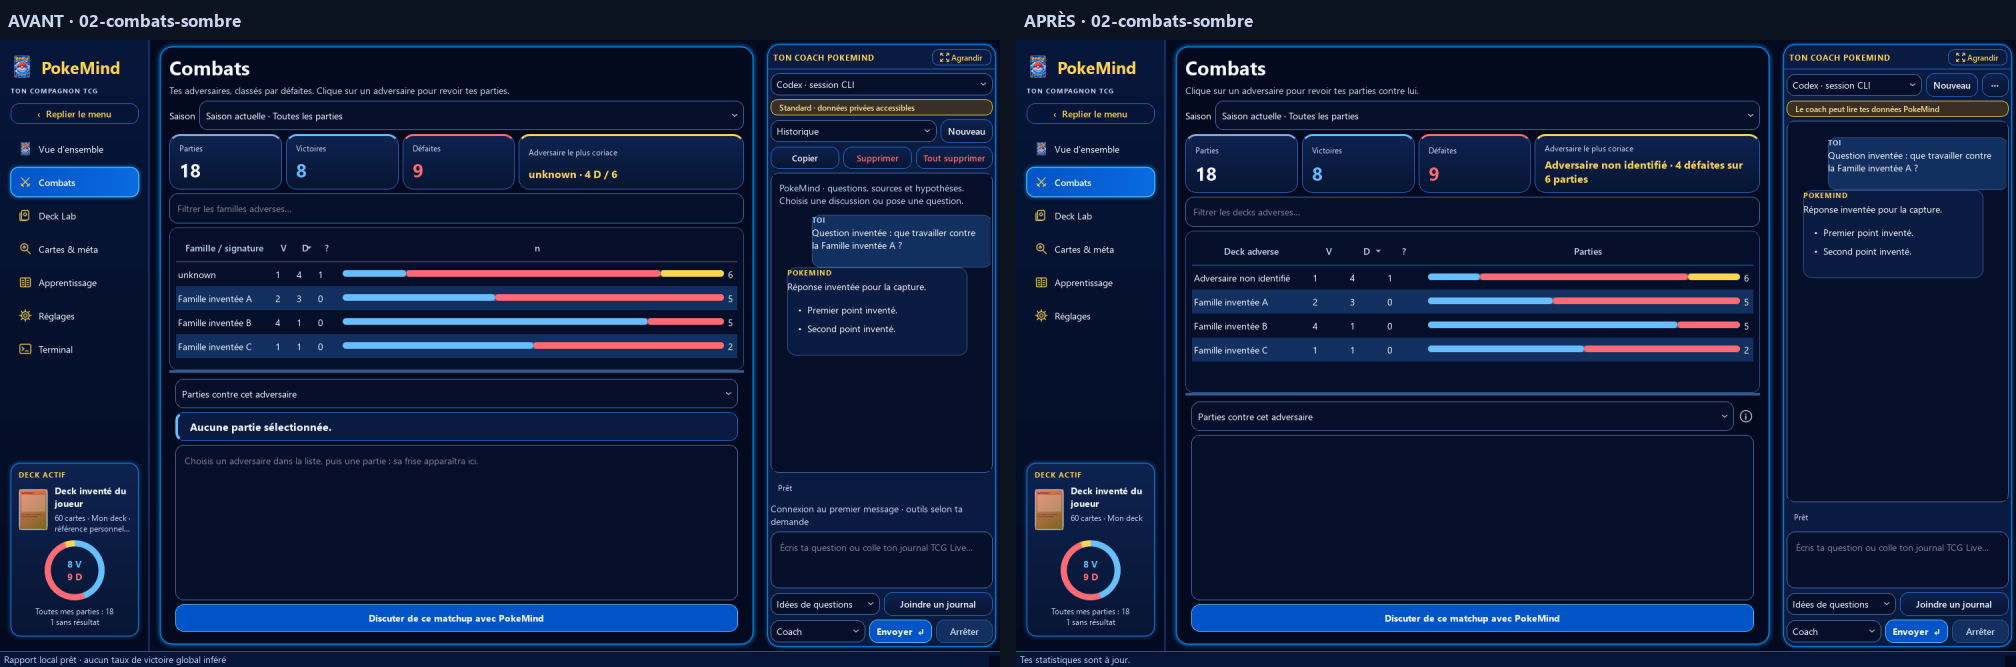 AVANT · 02-combats-sombre
PokeMind
TON COMPAGNON TCG
‹ Replier le menu
Vue d'ensemble
Combats
Deck Lab
Cartes & méta
Apprentissage
Réglages
Terminal
DECK ACTIF
Deck inventé du
joueur
60 cartes · Mon deck ·
référence personnel...
8 V
9 D
Toutes mes parties : 18
1 sans résultat
Combats
Tes adversaires, classés par défaites. Clique sur un adversaire pour revoir tes parties.
Saison Saison actuelle · Toutes les parties
Parties
18
Victoires
8
Défaites
9
Adversaire le plus coriace
unknown · 4 D / 6
Filtrer les familles adverses...
Famille / signature V D ? n
unknown 1 4 1 6
Famille inventée A 2 3 0 5
Famille inventée B 4 1 0 5
Famille inventée C 1 1 0 2
Parties contre cet adversaire
Aucune partie sélectionnée.
Choisis un adversaire dans la liste, puis une partie : sa frise apparaîtra ici.
Discuter de ce matchup avec PokeMind
TON COACH POKEMIND
Agrandir
Codex · session CLI
Standard · données privées accessibles
Historique
Nouveau
Copier
Supprimer
Tout supprimer
PokeMind · questions, sources et hypothèses.
Choisis une discussion ou pose une question.
TOI
Question inventée : que travailler contre
la Famille inventée A ?
POKEMIND
Réponse inventée pour la capture.
• Premier point inventé.
• Second point inventé.
Prêt
Connexion au premier message · outils selon ta
demande
Écris ta question ou colle ton journal TCG Live...
Idées de questions
Joindre un journal
Coach
Envoyer ↲
Arrêter
Rapport local prêt · aucun taux de victoire global inféré
APRÈS · 02-combats-sombre
PokeMind
TON COMPAGNON TCG
‹ Replier le menu
Vue d'ensemble
Combats
Deck Lab
Cartes & méta
Apprentissage
Réglages
DECK ACTIF
Deck inventé du
joueur
60 cartes · Mon deck
8 V
9 D
Toutes mes parties : 18
1 sans résultat
Combats
Clique sur un adversaire pour revoir tes parties contre lui.
Saison Saison actuelle · Toutes les parties
Parties
18
Victoires
8
Défaites
9
Adversaire le plus coriace
Adversaire non identifié · 4 défaites sur
6 parties
Filtrer les decks adverses...
Deck adverse V D ? Parties
Adversaire non identifié 1 4 1 6
Famille inventée A 2 3 0 5
Famille inventée B 4 1 0 5
Famille inventée C 1 1 0 2
Parties contre cet adversaire
Discuter de ce matchup avec PokeMind
TON COACH POKEMIND
Agrandir
Codex · session CLI
Nouveau
...
Le coach peut lire tes données PokeMind
TOI
Question inventée : que travailler contre
la Famille inventée A ?
POKEMIND
Réponse inventée pour la capture.
• Premier point inventé.
• Second point inventé.
Prêt
Écris ta question ou colle ton journal TCG Live...
Idées de questions
Joindre un journal
Coach
Envoyer ↲
Arrêter
Tes statistiques sont à jour.